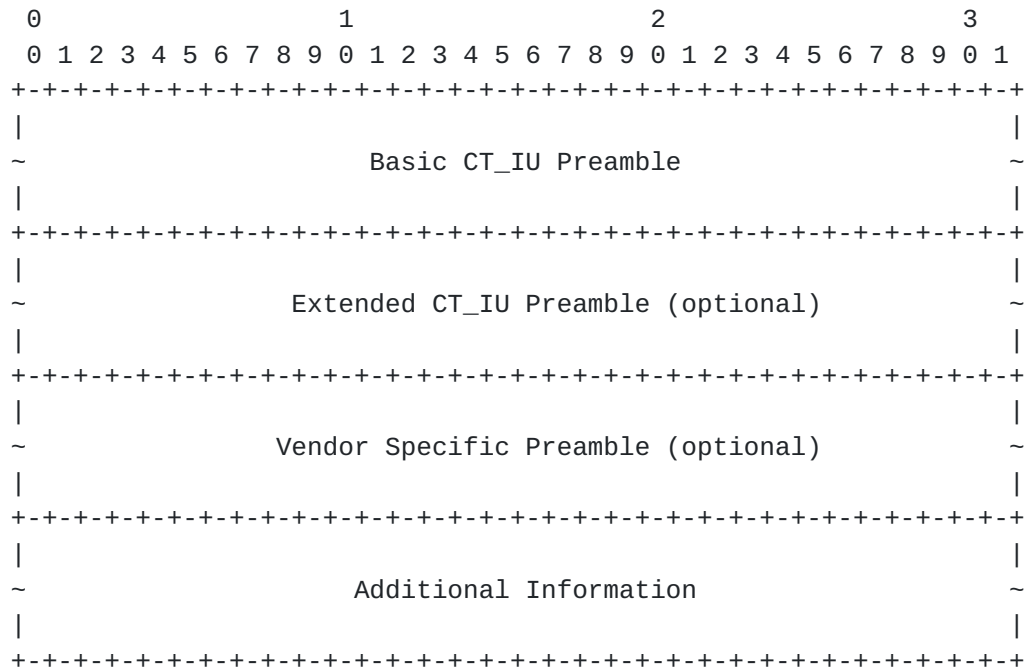 0                   1                   2                   3
 0 1 2 3 4 5 6 7 8 9 0 1 2 3 4 5 6 7 8 9 0 1 2 3 4 5 6 7 8 9 0 1
+-+-+-+-+-+-+-+-+-+-+-+-+-+-+-+-+-+-+-+-+-+-+-+-+-+-+-+-+-+-+-+-+
|                                                               |
~                      Basic CT_IU Preamble                     ~
|                                                               |
+-+-+-+-+-+-+-+-+-+-+-+-+-+-+-+-+-+-+-+-+-+-+-+-+-+-+-+-+-+-+-+-+
|                                                               |
~                 Extended CT_IU Preamble (optional)            ~
|                                                               |
+-+-+-+-+-+-+-+-+-+-+-+-+-+-+-+-+-+-+-+-+-+-+-+-+-+-+-+-+-+-+-+-+
|                                                               |
~                Vendor Specific Preamble (optional)            ~
|                                                               |
+-+-+-+-+-+-+-+-+-+-+-+-+-+-+-+-+-+-+-+-+-+-+-+-+-+-+-+-+-+-+-+-+
|                                                               |
~                     Additional Information                    ~
|                                                               |
+-+-+-+-+-+-+-+-+-+-+-+-+-+-+-+-+-+-+-+-+-+-+-+-+-+-+-+-+-+-+-+-+